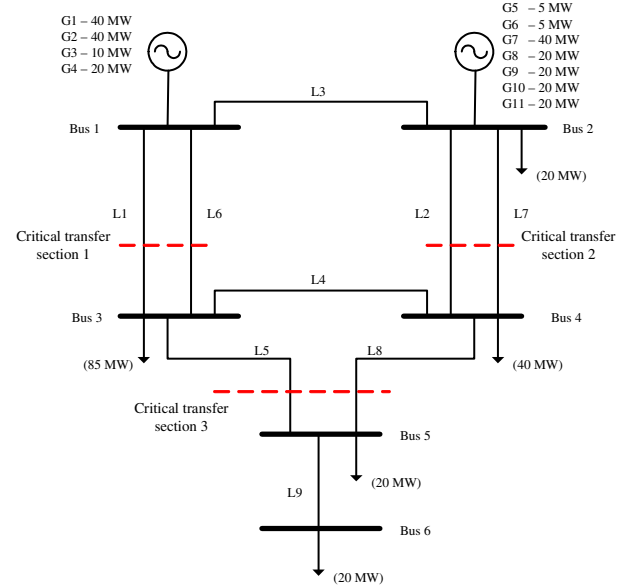 G1 – 40 MW
G2 – 40 MW
G3 – 10 MW
G4 – 20 MW
G5 – 5 MW
G6 – 5 MW
G7 – 40 MW
G8 – 20 MW
G9 – 20 MW
G10 – 20 MW
G11 – 20 MW
L3
Bus 1
Bus 2
(20 MW)
L1
L6
L2
L7
Critical transfer
section 1
Critical transfer
section 2
L4
Bus 3
Bus 4
L5
L8
(85 MW)
(40 MW)
Critical transfer
section 3
Bus 5
(20 MW)
L9
Bus 6
(20 MW)